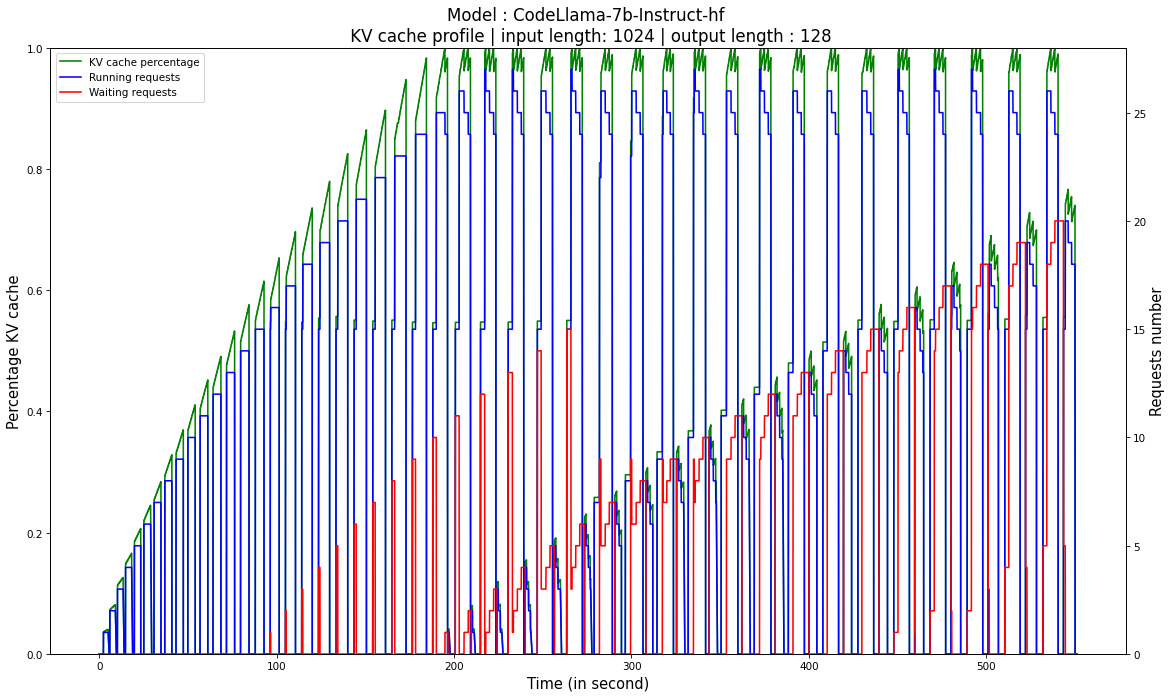 Model : CodeLlama-7b-Instruct-hf
KV cache profile | input length: 1024 | output length : 128
KV cache percentage
Running requests
Waiting requests
1.0
0.8
0.6
0.4
0.2
0.0
Percentage KV cache
25
20
15
10
5
0
Requests number
0 100 200 300 400 500
Time (in second)